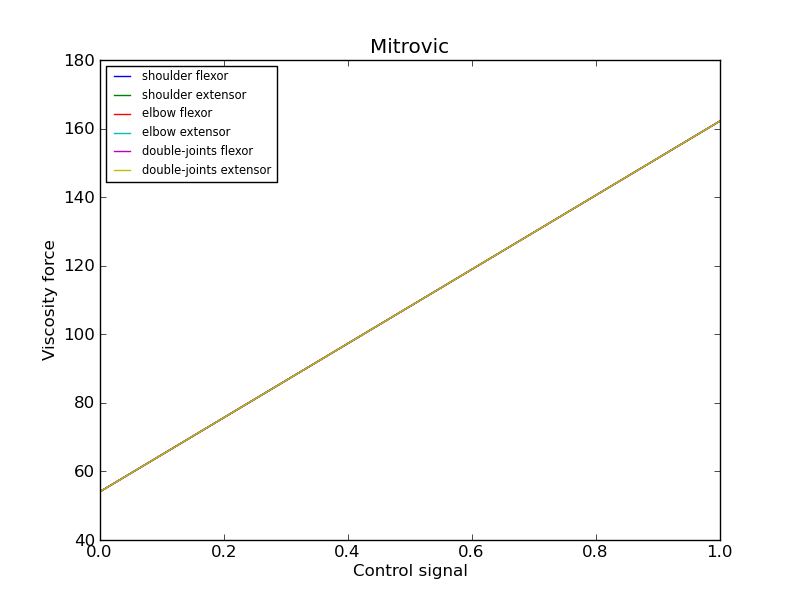 Mitrovic
180
160
140
120
100
80
60
40
Viscosity force
shoulder flexor
shoulder extensor
elbow flexor
elbow extensor
double-joints flexor
double-joints extensor
0.0 0.2 0.4 0.6 0.8 1.0
Control signal